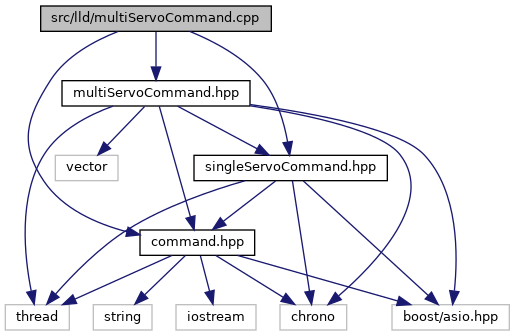 src/lld/multiServoCommand.cpp
multiServoCommand.hpp
vector
singleServoCommand.hpp
command.hpp
thread
string
iostream
chrono
boost/asio.hpp